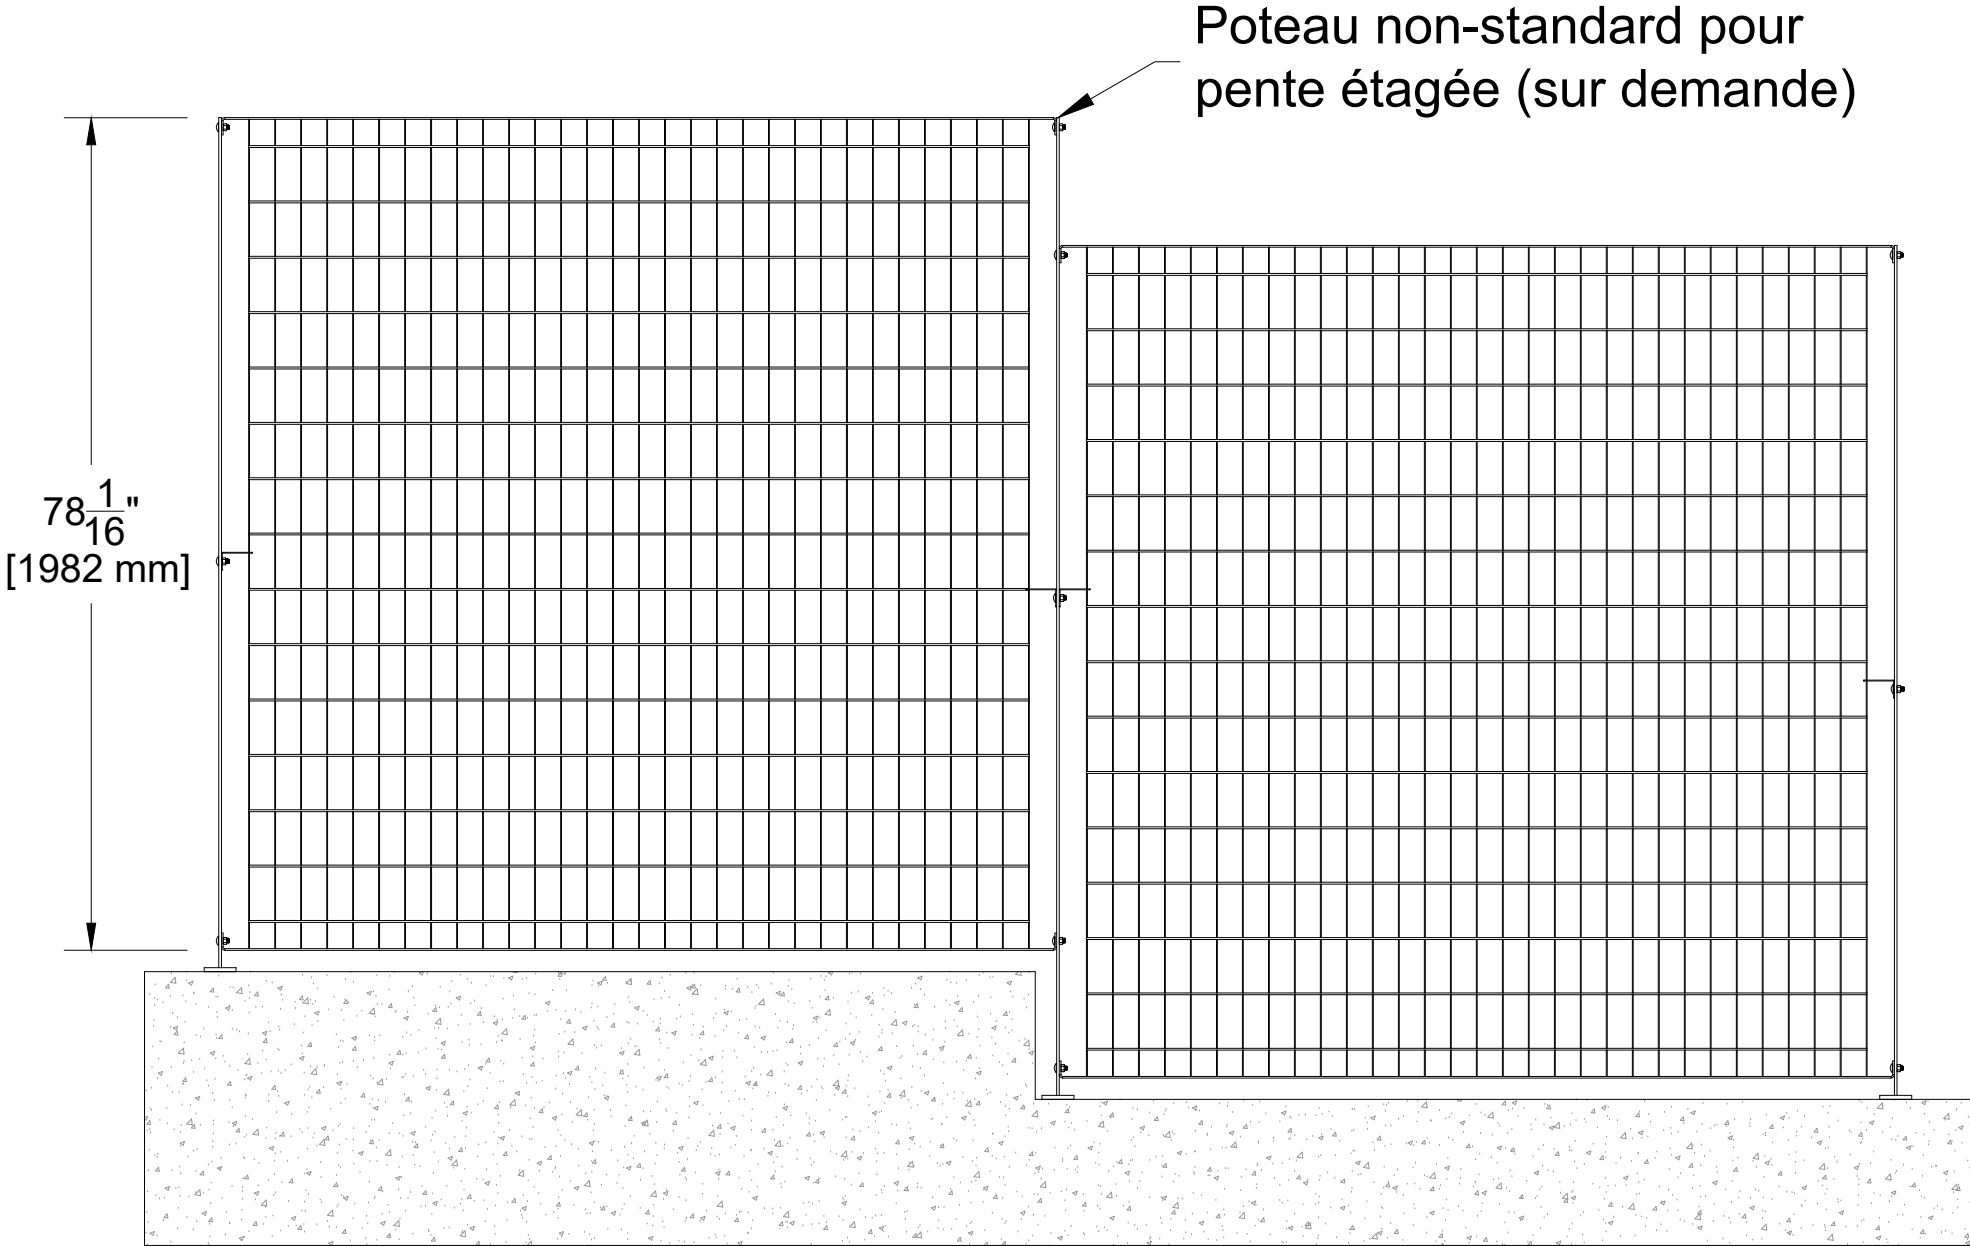 Poteau non-standard pour
pente étagée (sur demande)
78 1/16"
[1982 mm]